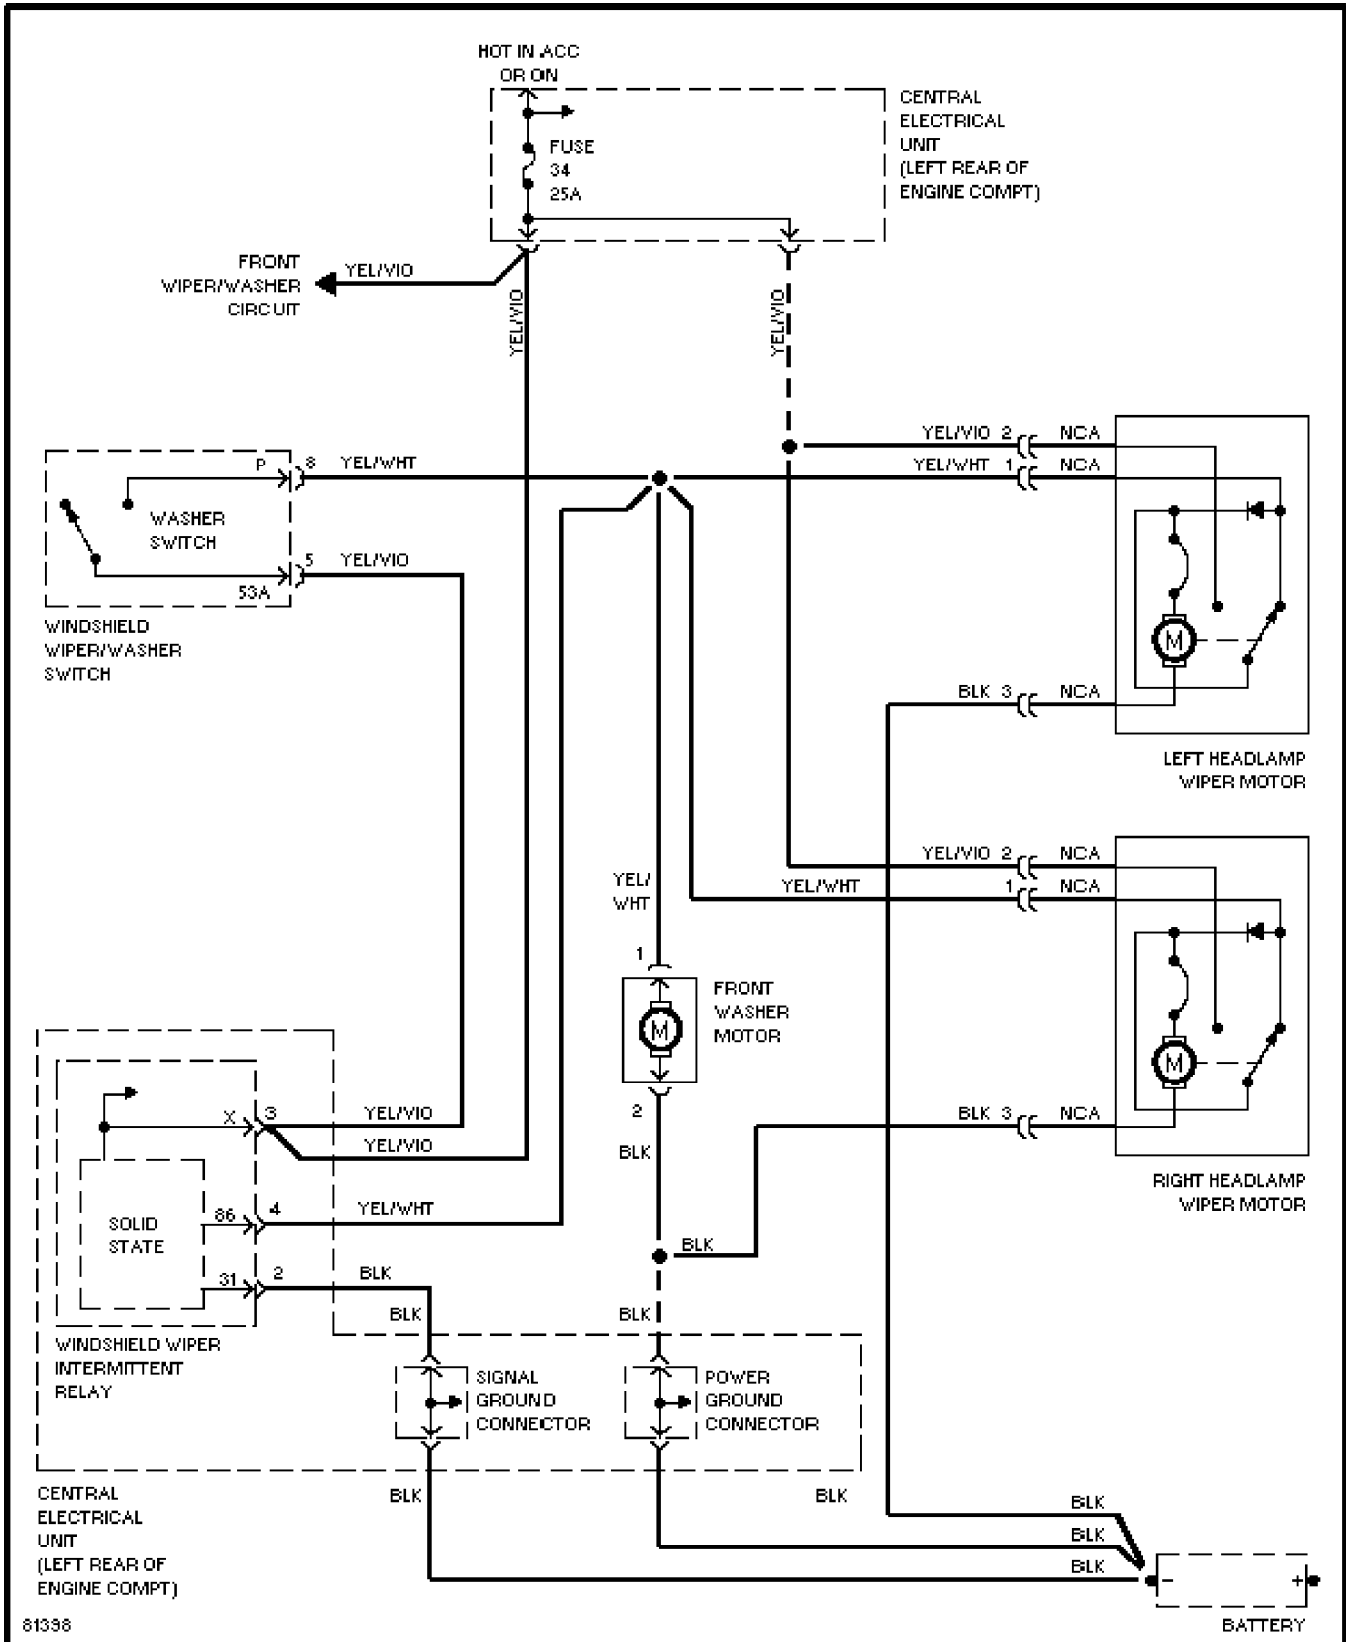 HOT IN ACC
OR ON
CENTRAL
ELECTRICAL
UNIT
(LEFT REAR OF
ENGINE COMPT)
FUSE
34
25A
FRONT
WIPER/WASHER
CIRCUIT
YEL/VIO
YEL/VIO
YEL/VIO
YEL/VIO 2 NCA
YEL/WHT 1 NCA
P 8 YEL/WHT
WASHER
SWITCH
5 YEL/VIO
53A
WINDSHIELD
WIPER/WASHER
SWITCH
M
BLK 3 NCA
LEFT HEADLAMP
WIPER MOTOR
YEL/VIO 2 NCA
YEL/WHT 1 NCA
YEL/
WHT
1
FRONT
WASHER
MOTOR
M
2
BLK
M
BLK 3 NCA
RIGHT HEADLAMP
WIPER MOTOR
X 3 YEL/VIO
YEL/VIO
86 4 YEL/WHT
SOLID
STATE
31 2 BLK
BLK
BLK
BLK
WINDSHIELD WIPER
INTERMITTENT
RELAY
SIGNAL
GROUND
CONNECTOR
POWER
GROUND
CONNECTOR
CENTRAL
ELECTRICAL
UNIT
(LEFT REAR OF
ENGINE COMPT)
BLK
BLK
BLK
BLK
BLK
- +
BATTERY
81398